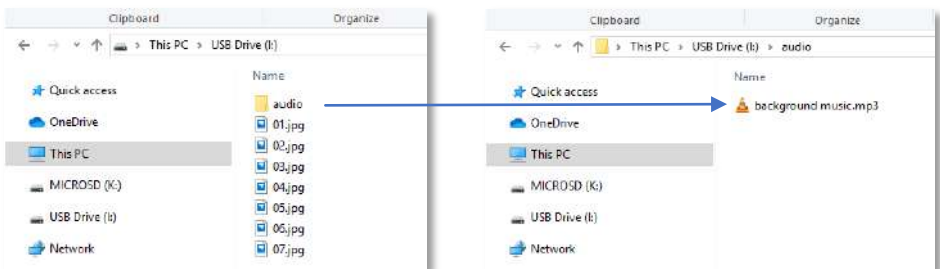 Clipboard Organize
This PC > USB Drive (I:)
Quick access
OneDrive
This PC
MICROSD (K:)
USB Drive (I:)
Network
Name
audio
01.jpg
02.jpg
03.jpg
04.jpg
05.jpg
06.jpg
07.jpg
Clipboard Organize
> This PC > USB Drive (I:) > audio
Quick access
OneDrive
This PC
MICROSD (K:)
USB Drive (I:)
Network
Name
background music.mp3